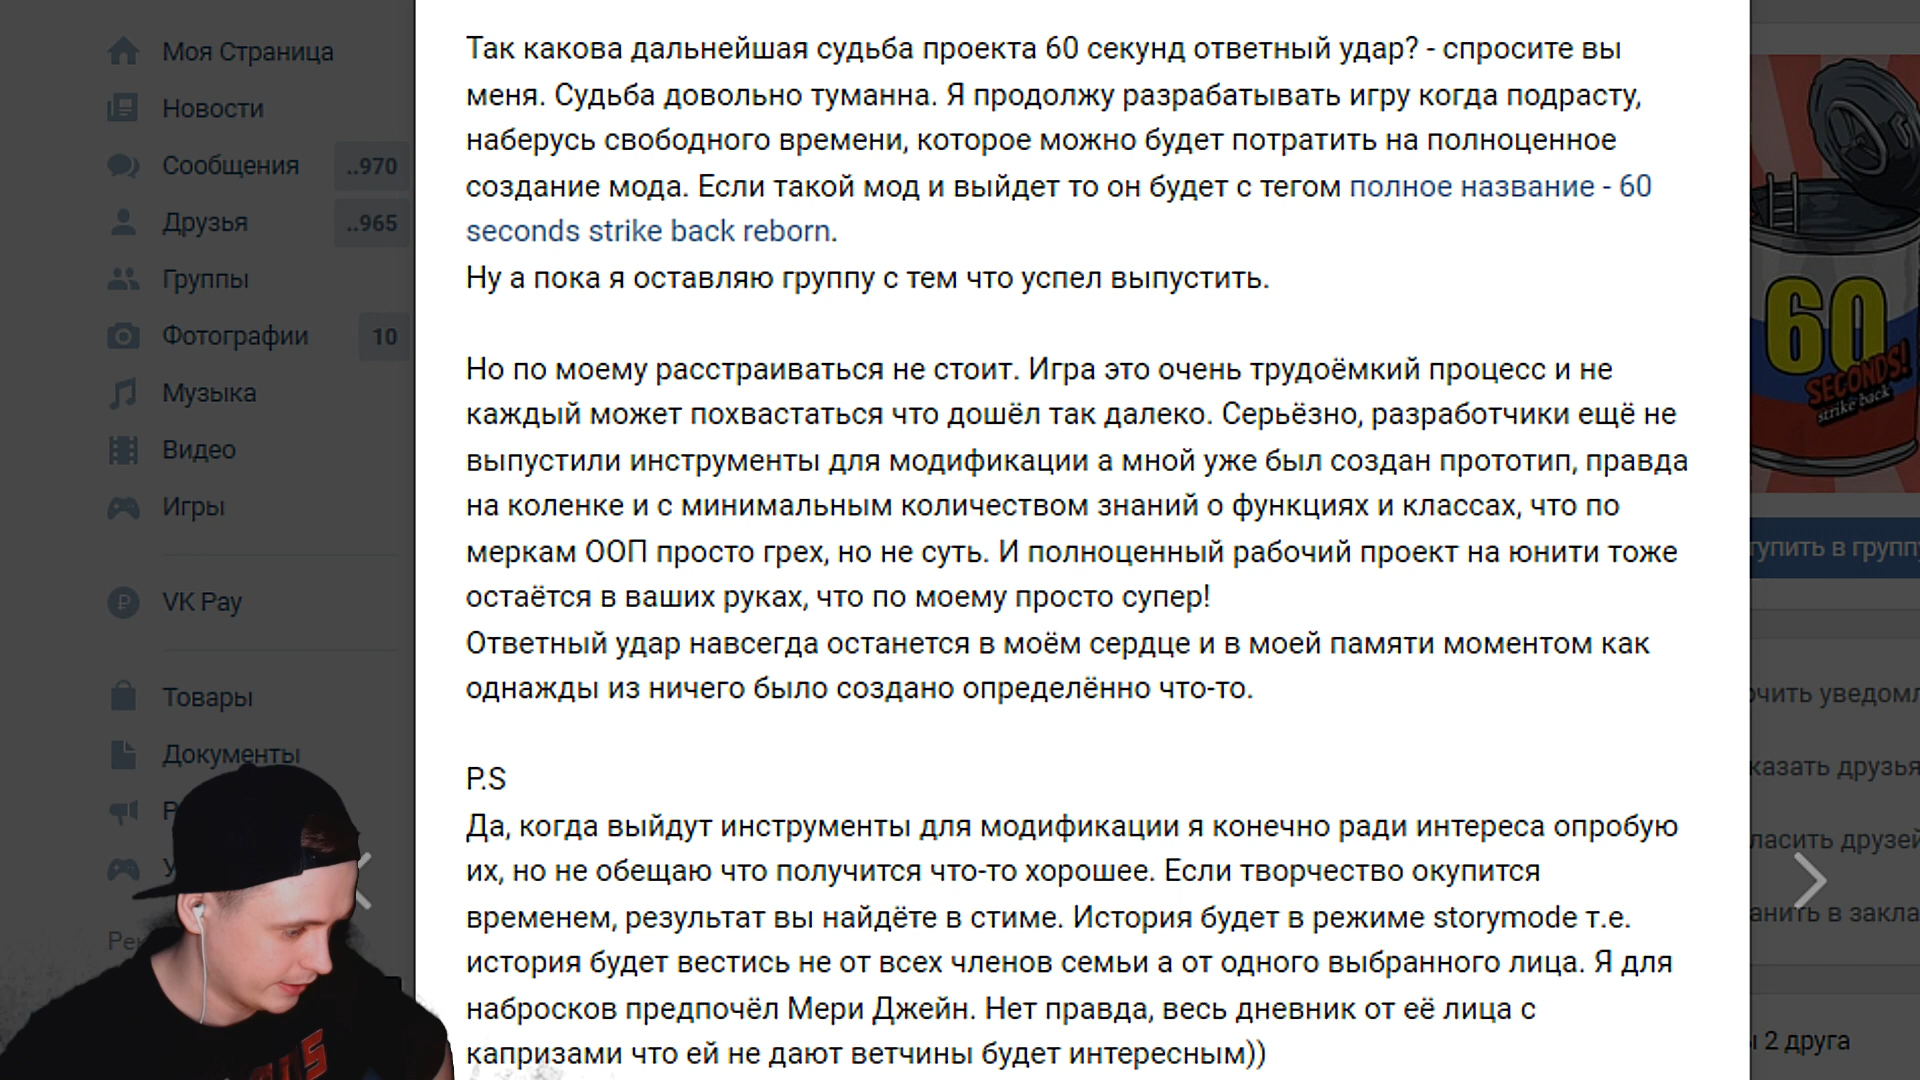 Моя Страница
Новости
Сообщения ..970
Друзья ..965
Группы
Фотографии 10
Музыка
Видео
Игры
VK Pay
Товары
Документы
Так какова дальнейшая судьба проекта 60 секунд ответный удар? - спросите вы
меня. Судьба довольно туманна. Я продолжу разрабатывать игру когда подрасту,
наберусь свободного времени, которое можно будет потратить на полноценное
создание мода. Если такой мод и выйдет то он будет с тегом полное название - 60
seconds strike back reborn.
Ну а пока я оставляю группу с тем что успел выпустить.
Но по моему расстраиваться не стоит. Игра это очень трудоёмкий процесс и не
каждый может похвастаться что дошёл так далеко. Серьёзно, разработчики ещё не
выпустили инструменты для модификации а мной уже был создан прототип, правда
на коленке и с минимальным количеством знаний о функциях и классах, что по
меркам ООП просто грех, но не суть. И полноценный рабочий проект на юнити тоже
остаётся в ваших руках, что по моему просто супер!
Ответный удар навсегда останется в моём сердце и в моей памяти моментом как
однажды из ничего было создано определённо что-то.
P.S
Да, когда выйдут инструменты для модификации я конечно ради интереса опробую
их, но не обещаю что получится что-то хорошее. Если творчество окупится
временем, результат вы найдёте в стиме. История будет в режиме storymode т.е.
история будет вестись не от всех членов семьи а от одного выбранного лица. Я для
набросков предпочёл Мери Джейн. Нет правда, весь дневник от её лица с
капризами что ей не дают ветчины будет интересным))
60
SECONDS!
strike back
тупить в групп
ючить уведомл
казать друзья
ласить друзей
анить в закла
2 друга